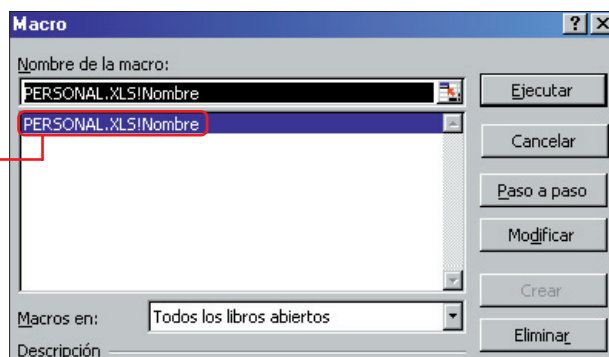 Macro
Nombre de la macro:
PERSONAL.XLS!Nombre
PERSONAL.XLS!Nombre
Ejecutar
Cancelar
Paso a paso
Modificar
Crear
Eliminar
Macros en:
Todos los libros abiertos
Descripción